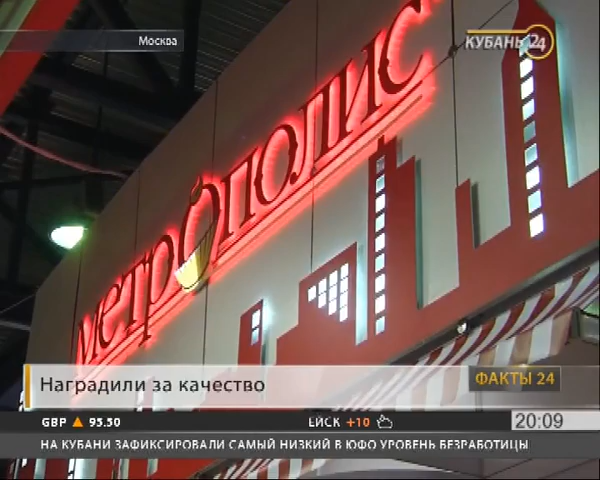 Москва
КУБАНЬ 24
метрОполис
Наградили за качество
ФАКТЫ 24
GBP ▲ 95.50
ЕЙСК +10
20:09
НА КУБАНИ ЗАФИКСИРОВАЛИ САМЫЙ НИЗКИЙ В ЮФО УРОВЕНЬ БЕЗРАБОТИЦЫ